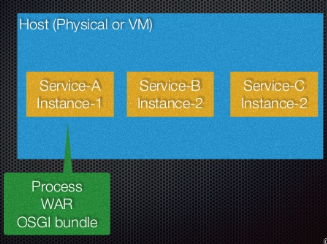 Host (Physical or VM)
Service-A
Instance-1
Service-B
Instance-2
Service-C
Instance-2
Process
WAR
OSGI bundle